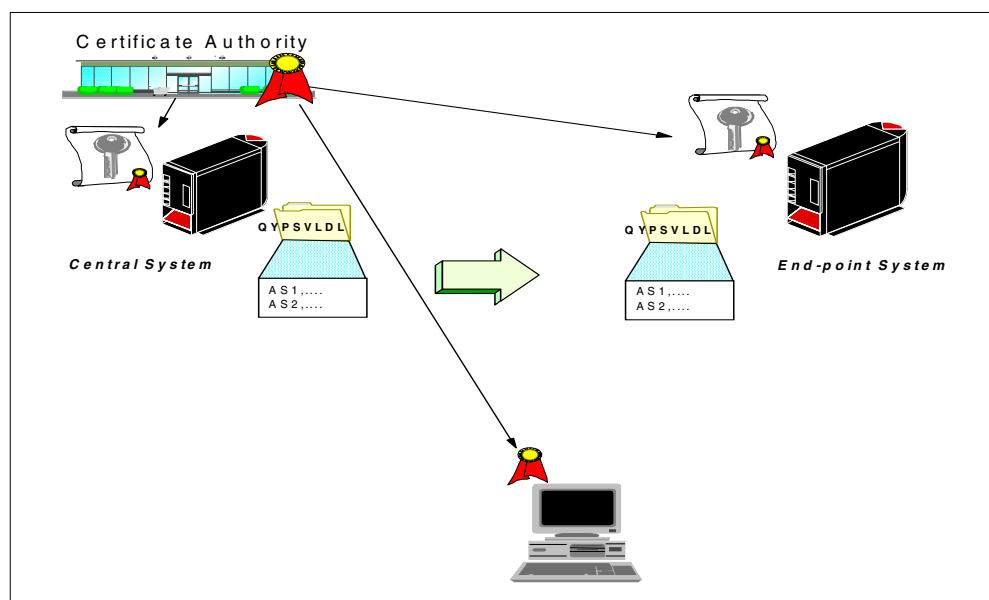 Certificate Authority
QYPSVLDL
Central System
AS1,....
AS2,....
QYPSVLDL
End-point System
AS1,....
AS2,....